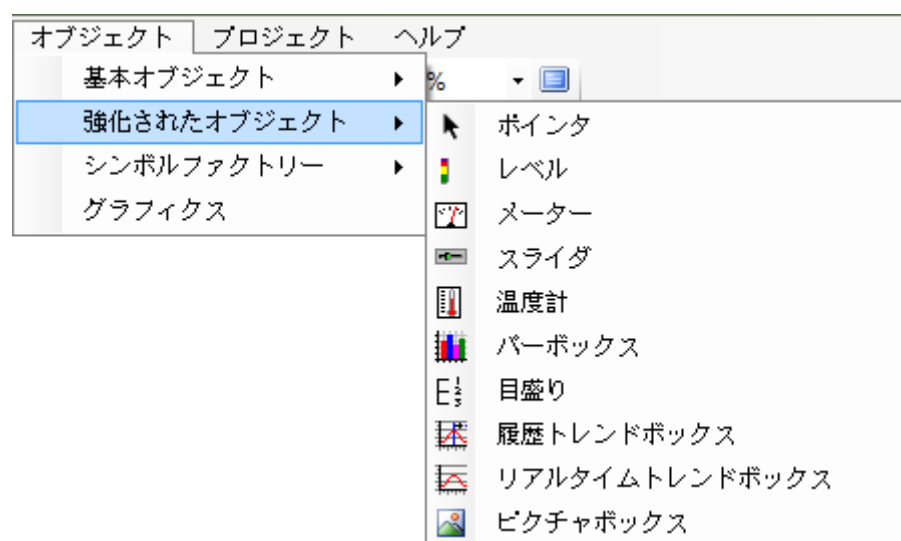 オブジェクト プロジェクト ヘルプ
基本オブジェクト
%
強化されたオブジェクト
シンボルファクトリー
グラフィクス
ポインタ
レベル
メーター
スライダ
温度計
バーボックス
目盛り
履歴トレンドボックス
リアルタイムトレンドボックス
ピクチャボックス